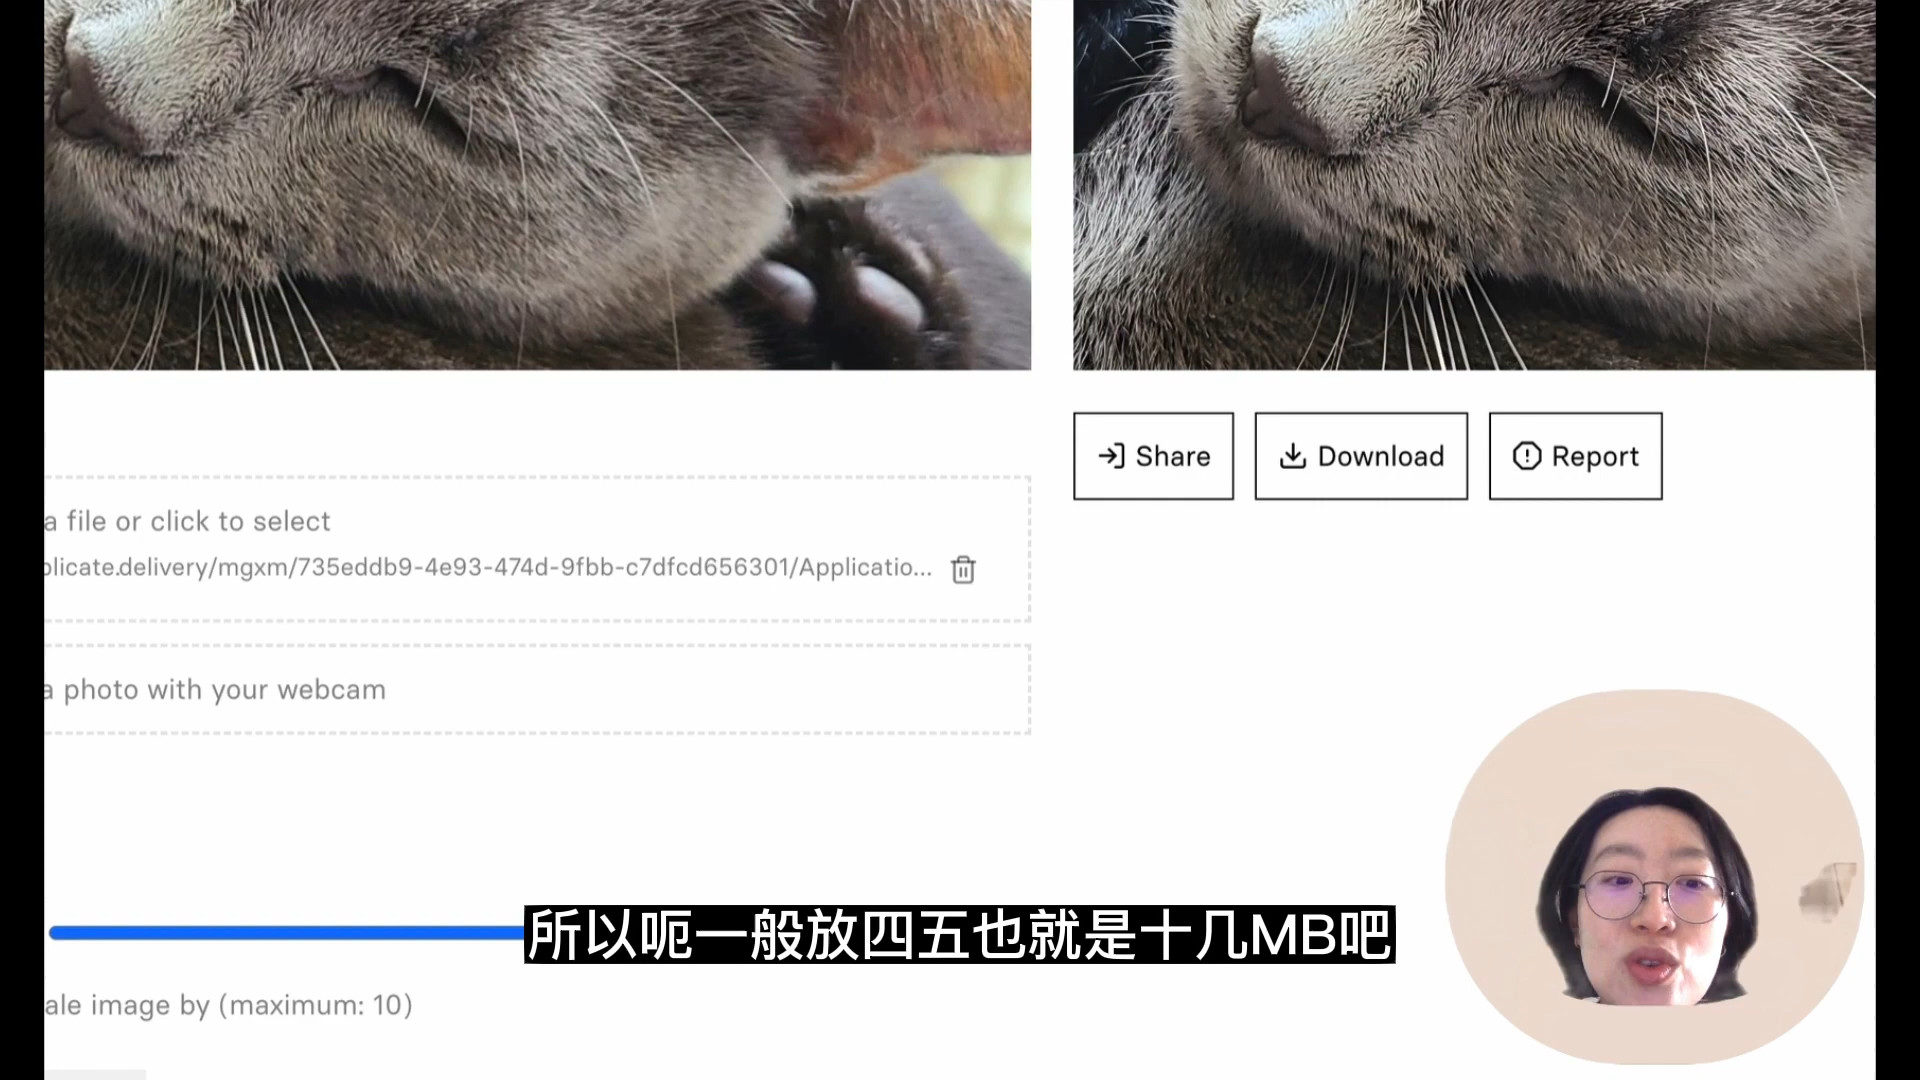 Share
Download
Report
a file or click to select
plicate.delivery/mgxm/735eddb9-4e93-474d-9fbb-c7dfcd656301/Applicatio...
a photo with your webcam
所以呃一般放四五也就是十几MB吧
ale image by (maximum: 10)